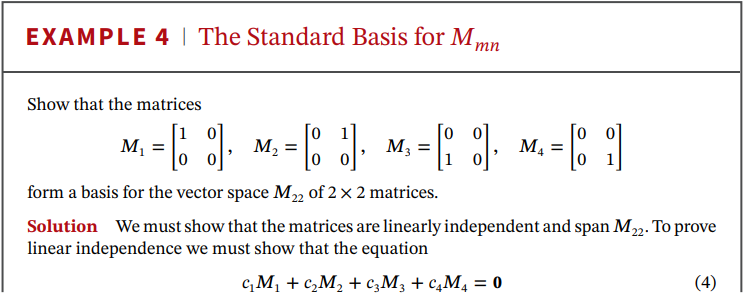 EXAMPLE 4 | The Standard Basis for Mmn
Show that the matrices
M1 = [1 0; 0 0], M2 = [0 1; 0 0], M3 = [0 0; 1 0], M4 = [0 0; 0 1]
form a basis for the vector space M22 of 2 × 2 matrices.
Solution We must show that the matrices are linearly independent and span M22. To prove
linear independence we must show that the equation
c1M1 + c2M2 + c3M3 + c4M4 = 0 (4)